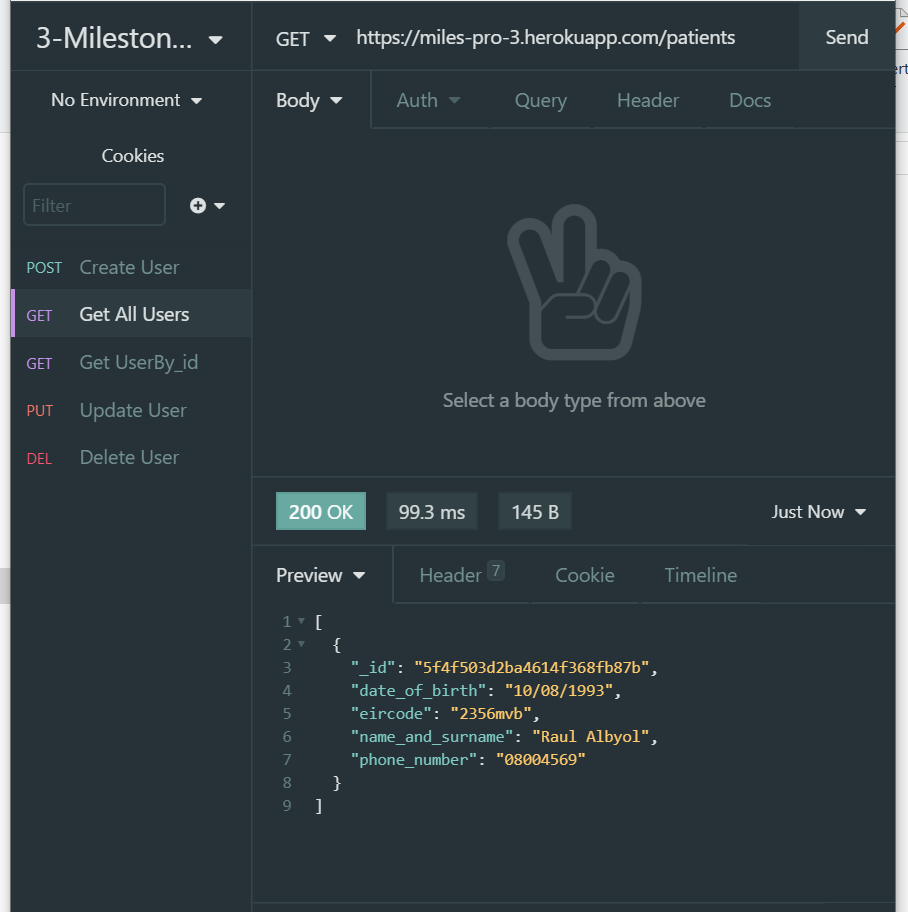 3-Mileston...
GET https://miles-pro-3.herokuapp.com/patients Send
No Environment
Cookies
Filter
POST Create User
GET Get All Users
GET Get UserBy_id
PUT Update User
DEL Delete User
Body Auth Query Header Docs
Select a body type from above
200 OK 99.3 ms 145 B Just Now
Preview Header 7 Cookie Timeline
1 [
2 {
3 "_id": "5f4f503d2ba4614f368fb87b",
4 "date_of_birth": "10/08/1993",
5 "eircode": "2356mvb",
6 "name_and_surname": "Raul Albyol",
7 "phone_number": "08004569"
8 }
9 ]